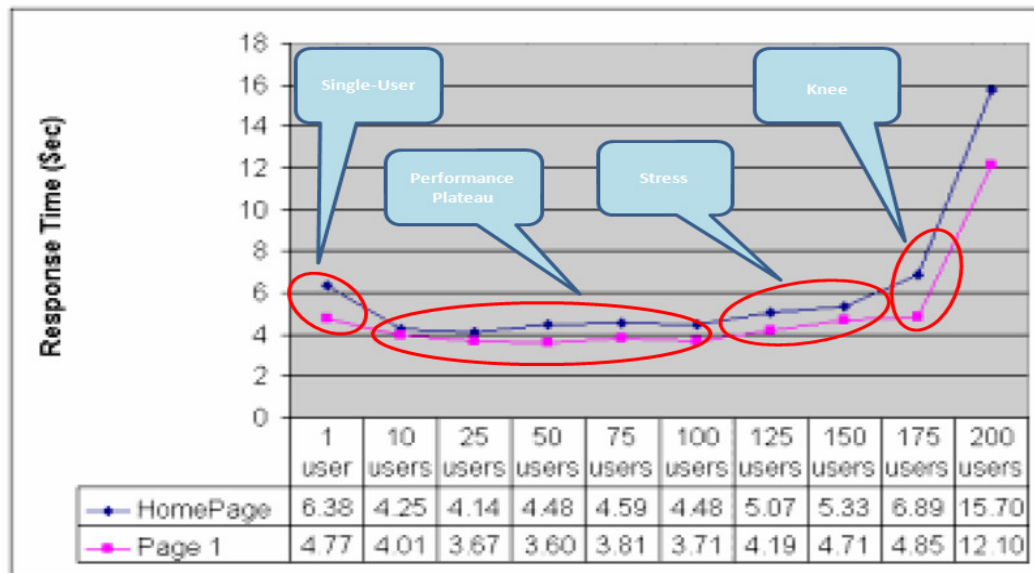 Response Time (Sec)
18
16
14
12
10
8
6
4
2
0
Single-User
Performance
Plateau
Stress
Knee
1 10 25 50 75 100 125 150 175 200
user users users users users users users users users users
HomePage 6.38 4.25 4.14 4.48 4.59 4.48 5.07 5.33 6.89 15.70
Page 1 4.77 4.01 3.67 3.60 3.81 3.71 4.19 4.71 4.85 12.10